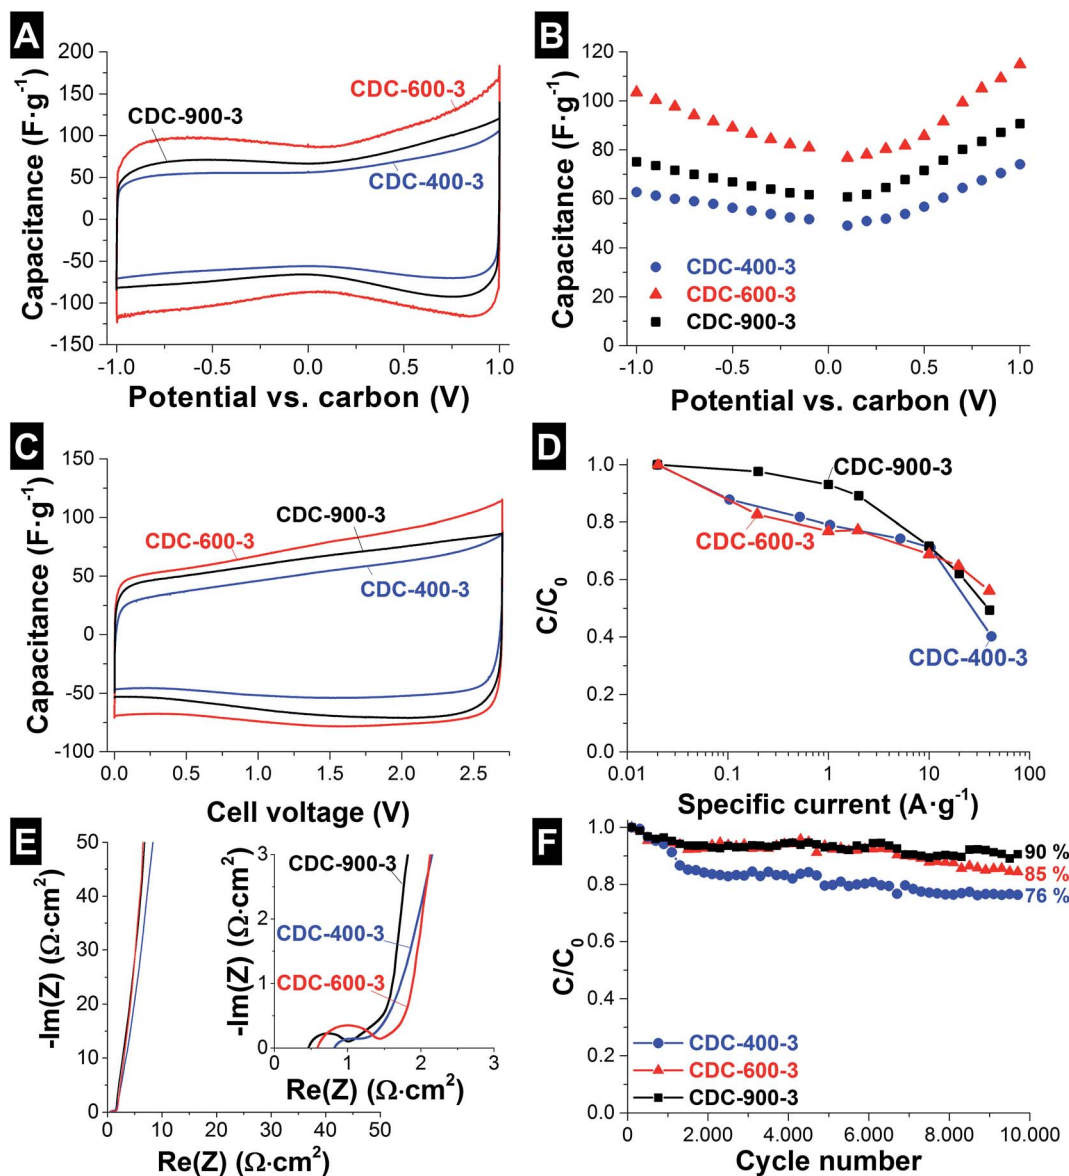 A
200
150
100
50
0
-50
-100
-150
-1.0
-0.5
0.0
0.5
1.0
Capacitance (F·g⁻¹)
Potential vs. carbon (V)
CDC-600-3
CDC-900-3
CDC-400-3
B
120
100
80
60
40
20
0
-1.0
-0.5
0.0
0.5
1.0
Capacitance (F·g⁻¹)
Potential vs. carbon (V)
CDC-400-3
CDC-600-3
CDC-900-3
C
150
100
50
0
-50
-100
0.0
0.5
1.0
1.5
2.0
2.5
Capacitance (F·g⁻¹)
Cell voltage (V)
CDC-900-3
CDC-600-3
CDC-400-3
D
1.0
0.8
0.6
0.4
0.2
0.0
0.01
0.1
1
10
100
C/C₀
Specific current (A·g⁻¹)
CDC-900-3
CDC-600-3
CDC-400-3
E
50
40
30
20
10
0
0
10
20
30
40
50
-Im(Z) (Ω·cm²)
Re(Z) (Ω·cm²)
3
2
1
0
0
1
2
3
-Im(Z) (Ω·cm²)
Re(Z) (Ω·cm²)
CDC-900-3
CDC-400-3
CDC-600-3
F
1.0
0.8
0.6
0.4
0.2
0.0
0
2.000
4.000
6.000
8.000
10.000
C/C₀
Cycle number
90 %
85 %
76 %
CDC-400-3
CDC-600-3
CDC-900-3